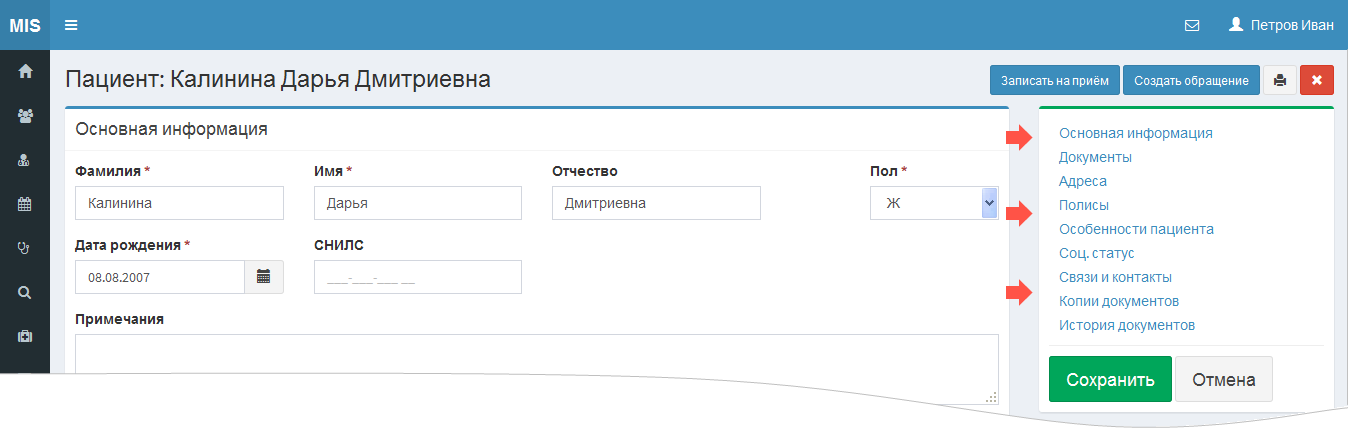 MIS
Петров Иван
Пациент: Калинина Дарья Дмитриевна
Записать на приём
Создать обращение
Основная информация
Фамилия * Имя * Отчество Пол *
Калинина Дарья Дмитриевна Ж
Дата рождения * СНИЛС
08.08.2007 ___-___-___ __
Примечания
Основная информация
Документы
Адреса
Полисы
Особенности пациента
Соц. статус
Связи и контакты
Копии документов
История документов
Сохранить Отмена